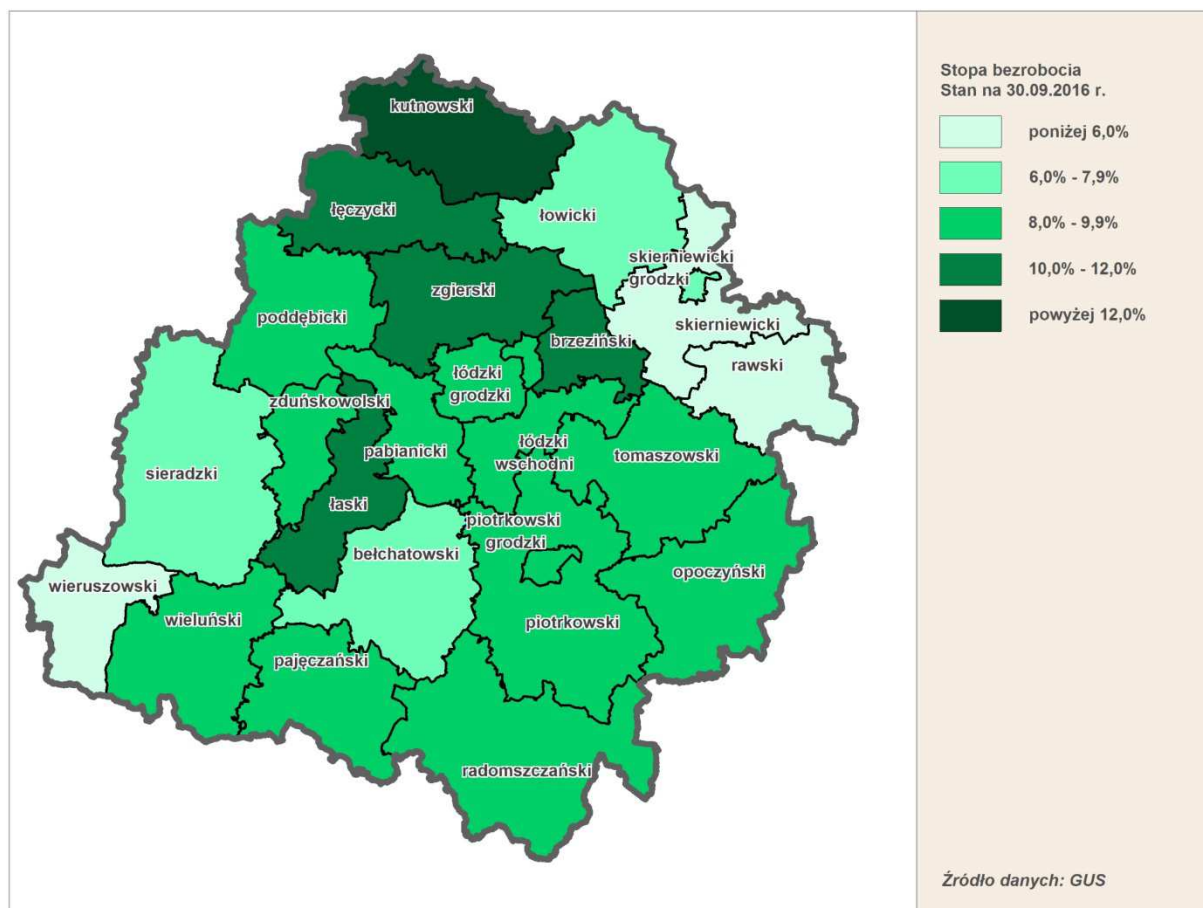 Stopa bezrobocia
Stan na 30.09.2016 r.
poniżej 6,0%
6,0% - 7,9%
8,0% - 9,9%
10,0% - 12,0%
powyżej 12,0%
Źródło danych: GUS
kutnowski
łęczycki
łowicki
skierniewicki
grodzki
zgierski
poddębicki
skierniewicki
brzeziński
rawski
łódzki
grodzki
zduńskowolski
łódzki
wschodni
pabianicki
tomaszowski
sieradzki
łaski
piotrkowski
grodzki
bełchatowski
opoczyński
wieruszowski
wieluński
piotrkowski
pajęczański
radomszczański